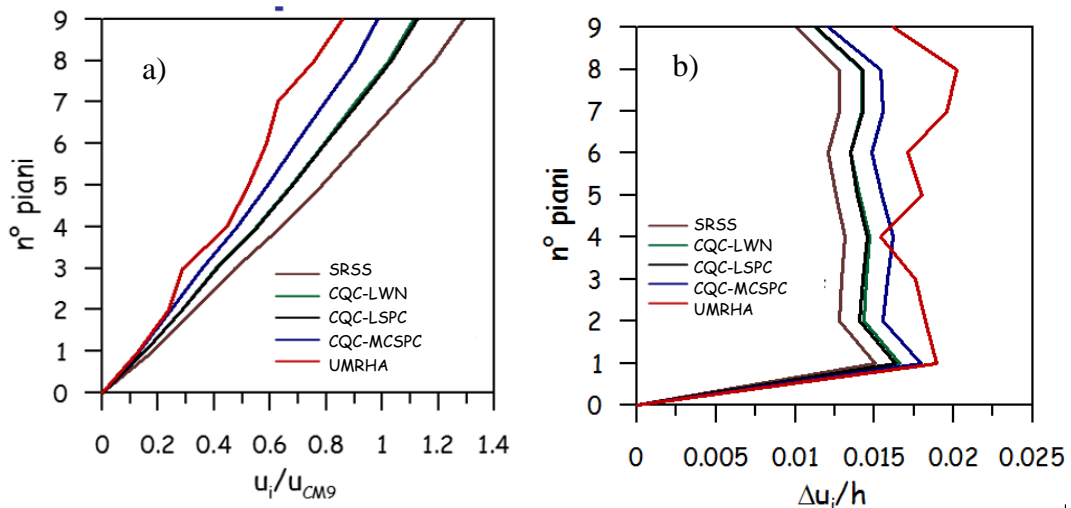 a)
n° piani
9
8
7
6
5
4
3
2
1
0
0 0.2 0.4 0.6 0.8 1 1.2 1.4
u_i/u_CM9
SRSS
CQC-LWN
CQC-LSPC
CQC-MCSPC
UMRHA
b)
n° piani
9
8
7
6
5
4
3
2
1
0
0 0.005 0.01 0.015 0.02 0.025
Δu_i/h
SRSS
CQC-LWN
CQC-LSPC
CQC-MCSPC
UMRHA